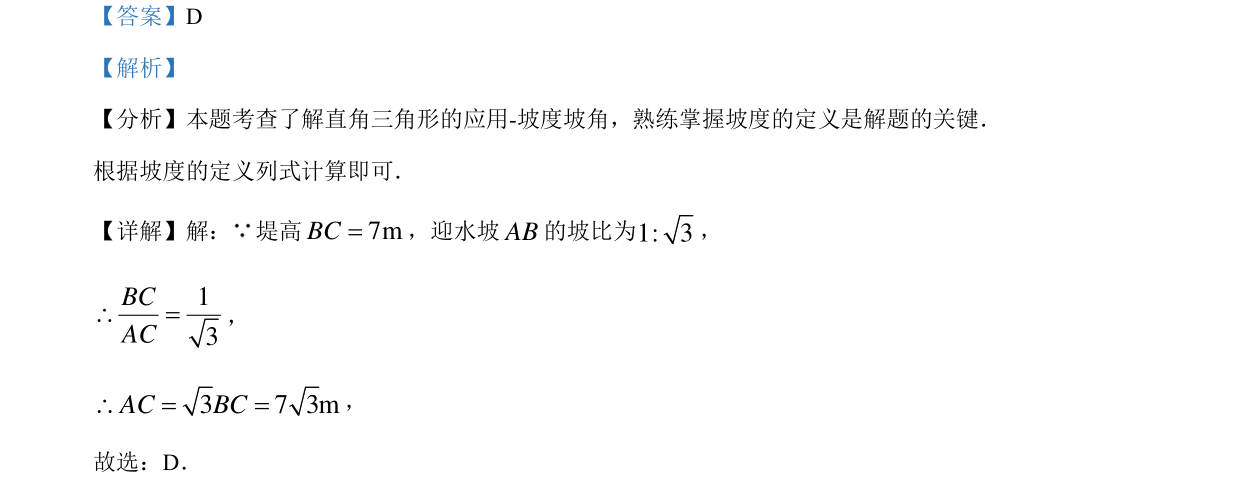 【答案】D
【解析】
【分析】本题考查了解直角三角形的应用-坡度坡角，熟练掌握坡度的定义是解题的关键．
根据坡度的定义列式计算即可．
【详解】解：∵堤高 BC = 7m，迎水坡 AB 的坡比为1:√3，
∴BC/AC = 1/√3，
∴AC = √3BC = 7√3m，
故选：D．